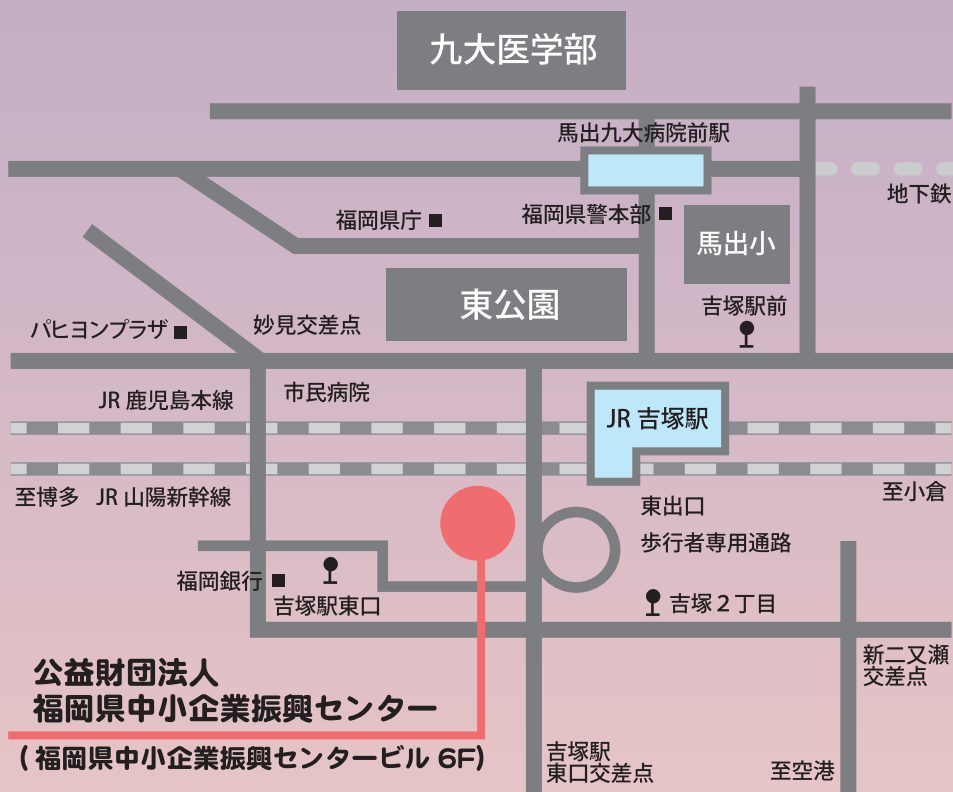 九大医学部
馬出九大病院前駅
地下鉄
福岡県庁
福岡県警本部
馬出小
東公園
吉塚駅前
パピヨンプラザ
妙見交差点
JR 鹿児島本線
市民病院
JR 吉塚駅
至博多
JR 山陽新幹線
至小倉
東出口
歩行者専用通路
福岡銀行
吉塚駅東口
吉塚２丁目
公益財団法人
福岡県中小企業振興センター
(福岡県中小企業振興センタービル 6F)
新二又瀬
交差点
吉塚駅
東口交差点
至空港